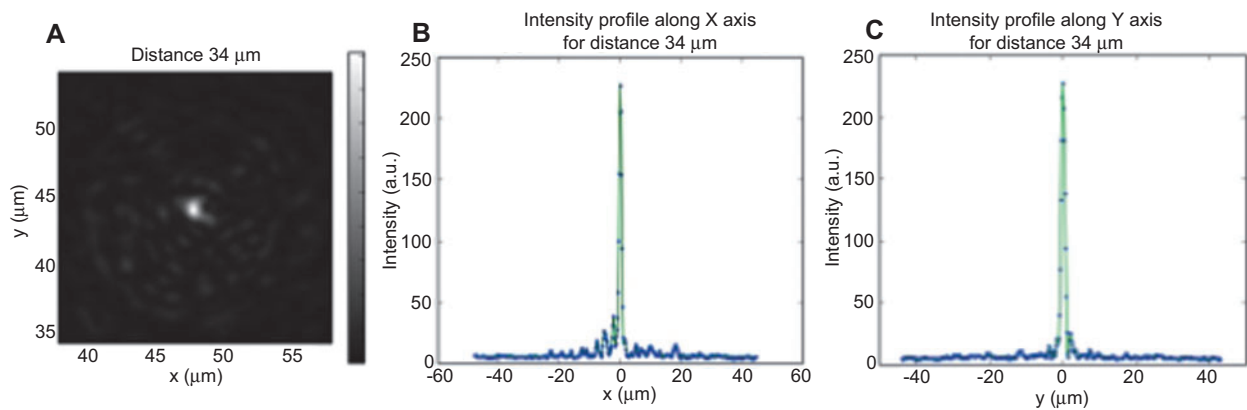 A
Distance 34 μm
50
45
40
35
y (μm)
40 45 50 55
x (μm)
B
Intensity profile along X axis
for distance 34 μm
250
200
150
100
50
0
Intensity (a.u.)
-60 -40 -20 0 20 40 60
x (μm)
C
Intensity profile along Y axis
for distance 34 μm
250
200
150
100
50
0
Intensity (a.u.)
-40 -20 0 20 40
y (μm)